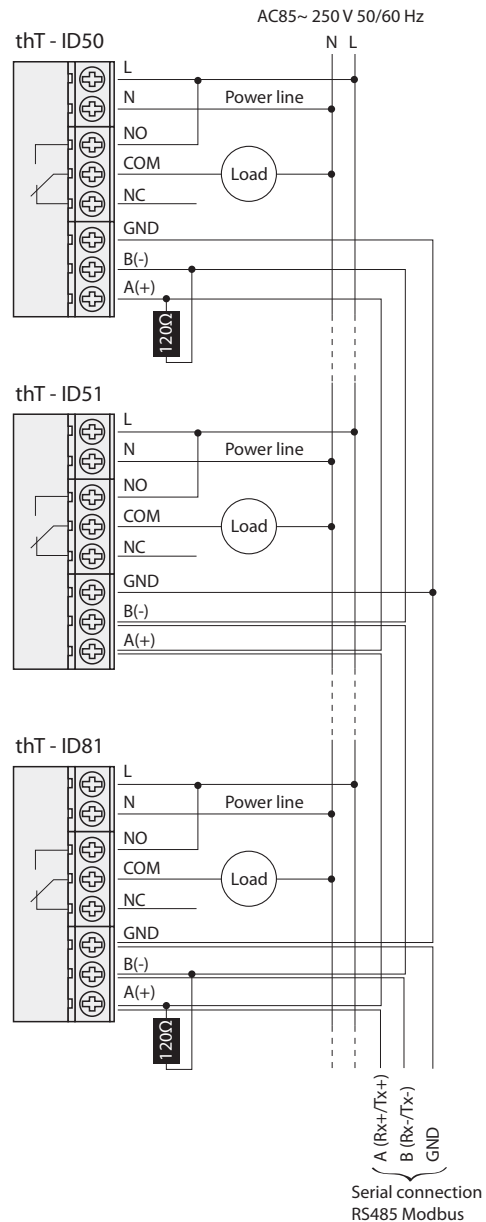 AC85~ 250 V 50/60 Hz
N L
thT - ID50
L
N
Power line
NO
COM
Load
NC
GND
B(-)
A(+)
120Ω
thT - ID51
L
N
Power line
NO
COM
Load
NC
GND
B(-)
A(+)
thT - ID81
L
N
Power line
NO
COM
Load
NC
GND
B(-)
A(+)
120Ω
A (Rx+/Tx+)
B (Rx-/Tx-)
GND
Serial connection
RS485 Modbus